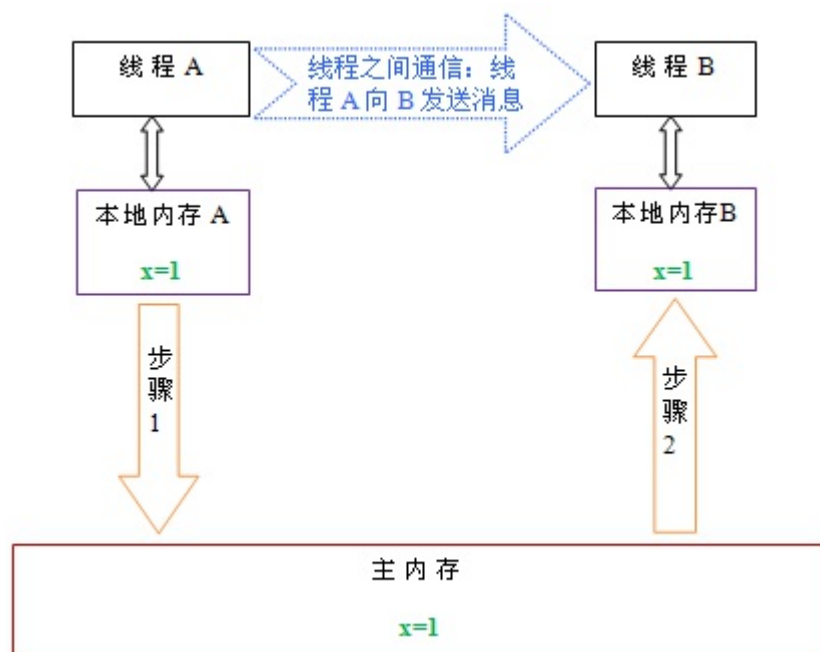 线程 A
线程之间通信：线
程 A 向 B 发送消息
线程 B
本地内存 A
x=1
本地内存B
x=1
步
骤
1
步
骤
2
主内存
x=1